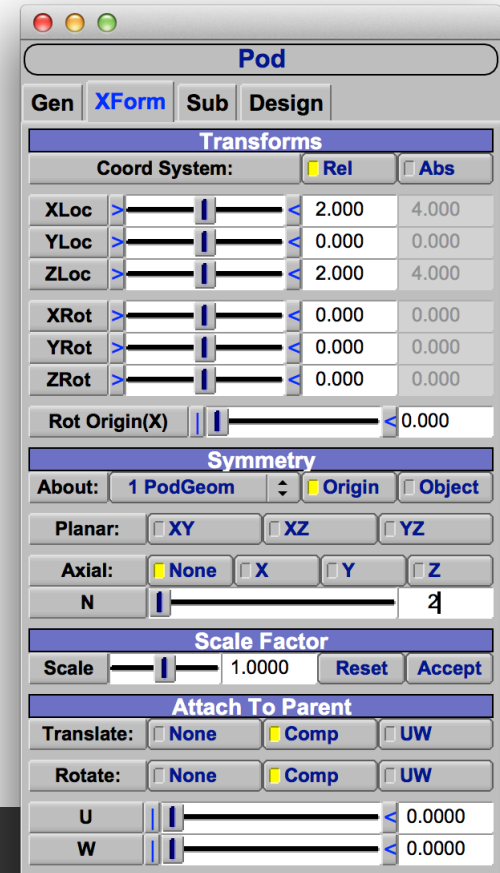 Pod
Gen XForm Sub Design
Transforms
Coord System: Rel Abs
XLoc > < 2.000 4.000
YLoc > < 0.000 0.000
ZLoc > < 2.000 4.000
XRot > < 0.000 0.000
YRot > < 0.000 0.000
ZRot > < 0.000 0.000
Rot Origin(X) | < 0.000
Symmetry
About: 1 PodGeom Origin Object
Planar: XY XZ YZ
Axial: None X Y Z
N 2
Scale Factor
Scale 1.0000 Reset Accept
Attach To Parent
Translate: None Comp UW
Rotate: None Comp UW
U | < 0.0000
W | < 0.0000